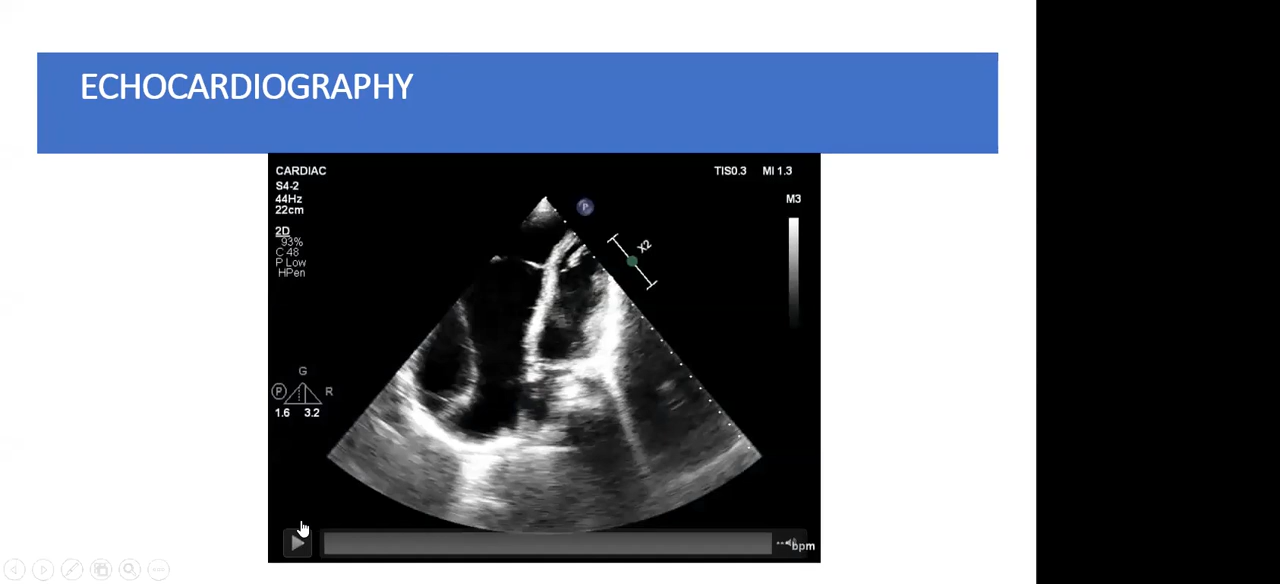 ECHOCARDIOGRAPHY
CARDIAC
S4-2
44Hz
22cm
2D
93%
C 48
P Low
HPen
TIS0.3 MI 1.3
M3
P
X2
G
P R
1.6 3.2
bpm